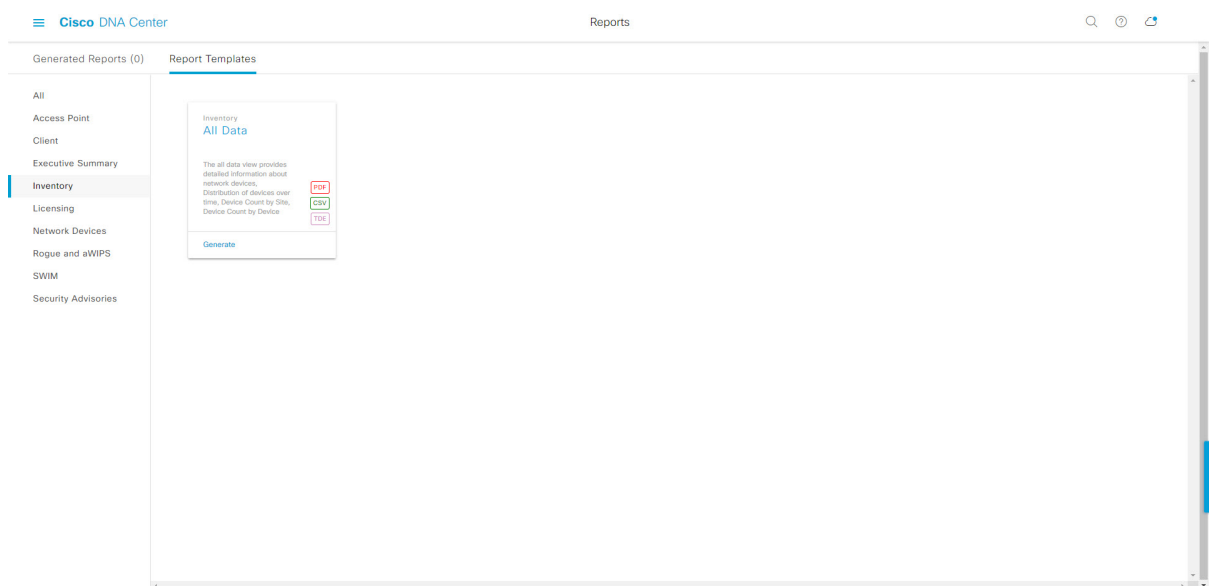 Cisco DNA Center
Reports
Generated Reports (0)
Report Templates
All
Access Point
Client
Executive Summary
Inventory
Licensing
Network Devices
Rogue and aWIPS
SWIM
Security Advisories
Inventory
All Data
The all data view provides
detailed information about
network devices,
Distribution of devices over
time, Device Count by Site,
Device Count by Device
PDF
CSV
TDE
Generate